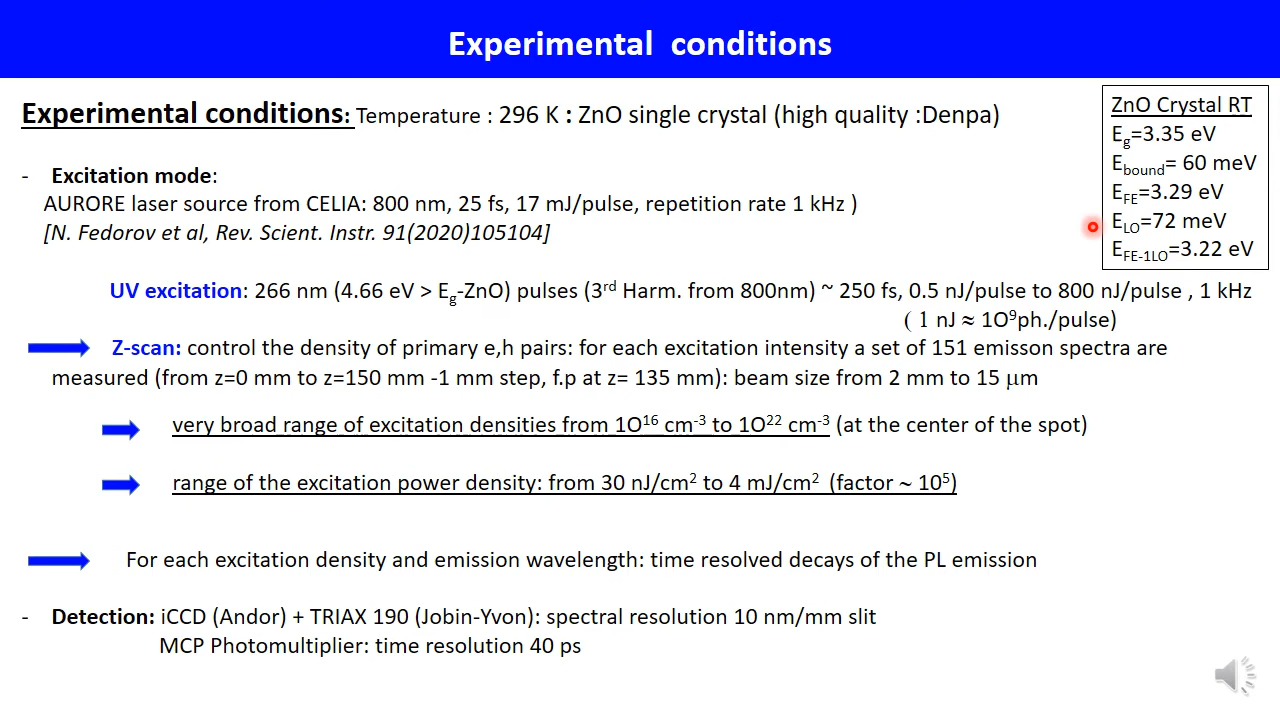 Experimental conditions
Experimental conditions: Temperature : 296 K : ZnO single crystal (high quality :Denpa)
ZnO Crystal RT
Eg=3.35 eV
Ebound= 60 meV
EFE=3.29 eV
ELO=72 meV
EFE-1LO=3.22 eV
- Excitation mode:
AURORE laser source from CELIA: 800 nm, 25 fs, 17 mJ/pulse, repetition rate 1 kHz )
[N. Fedorov et al, Rev. Scient. Instr. 91(2020)105104]
UV excitation: 266 nm (4.66 eV > Eg-ZnO) pulses (3rd Harm. from 800nm) ~ 250 fs, 0.5 nJ/pulse to 800 nJ/pulse , 1 kHz
( 1 nJ ≈ 1O⁹ph./pulse)
Z-scan: control the density of primary e,h pairs: for each excitation intensity a set of 151 emisson spectra are
measured (from z=0 mm to z=150 mm -1 mm step, f.p at z= 135 mm): beam size from 2 mm to 15 μm
very broad range of excitation densities from 1O¹⁶ cm⁻³ to 1O²² cm⁻³ (at the center of the spot)
range of the excitation power density: from 30 nJ/cm² to 4 mJ/cm² (factor ~ 10⁵)
For each excitation density and emission wavelength: time resolved decays of the PL emission
- Detection: iCCD (Andor) + TRIAX 190 (Jobin-Yvon): spectral resolution 10 nm/mm slit
MCP Photomultiplier: time resolution 40 ps